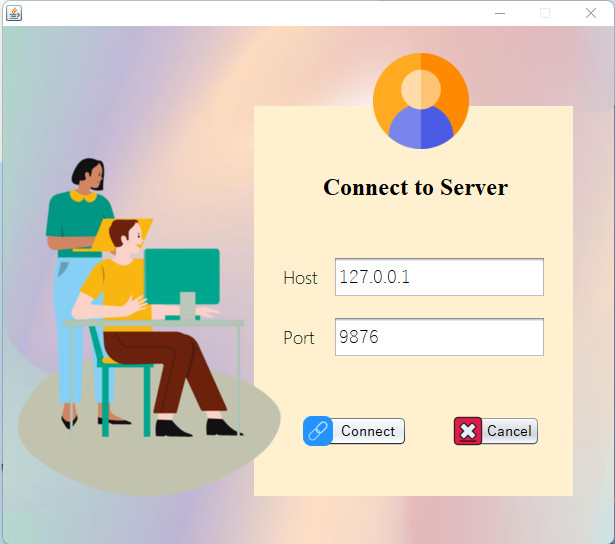 Connect to Server
Host 127.0.0.1
Port 9876
Connect Cancel